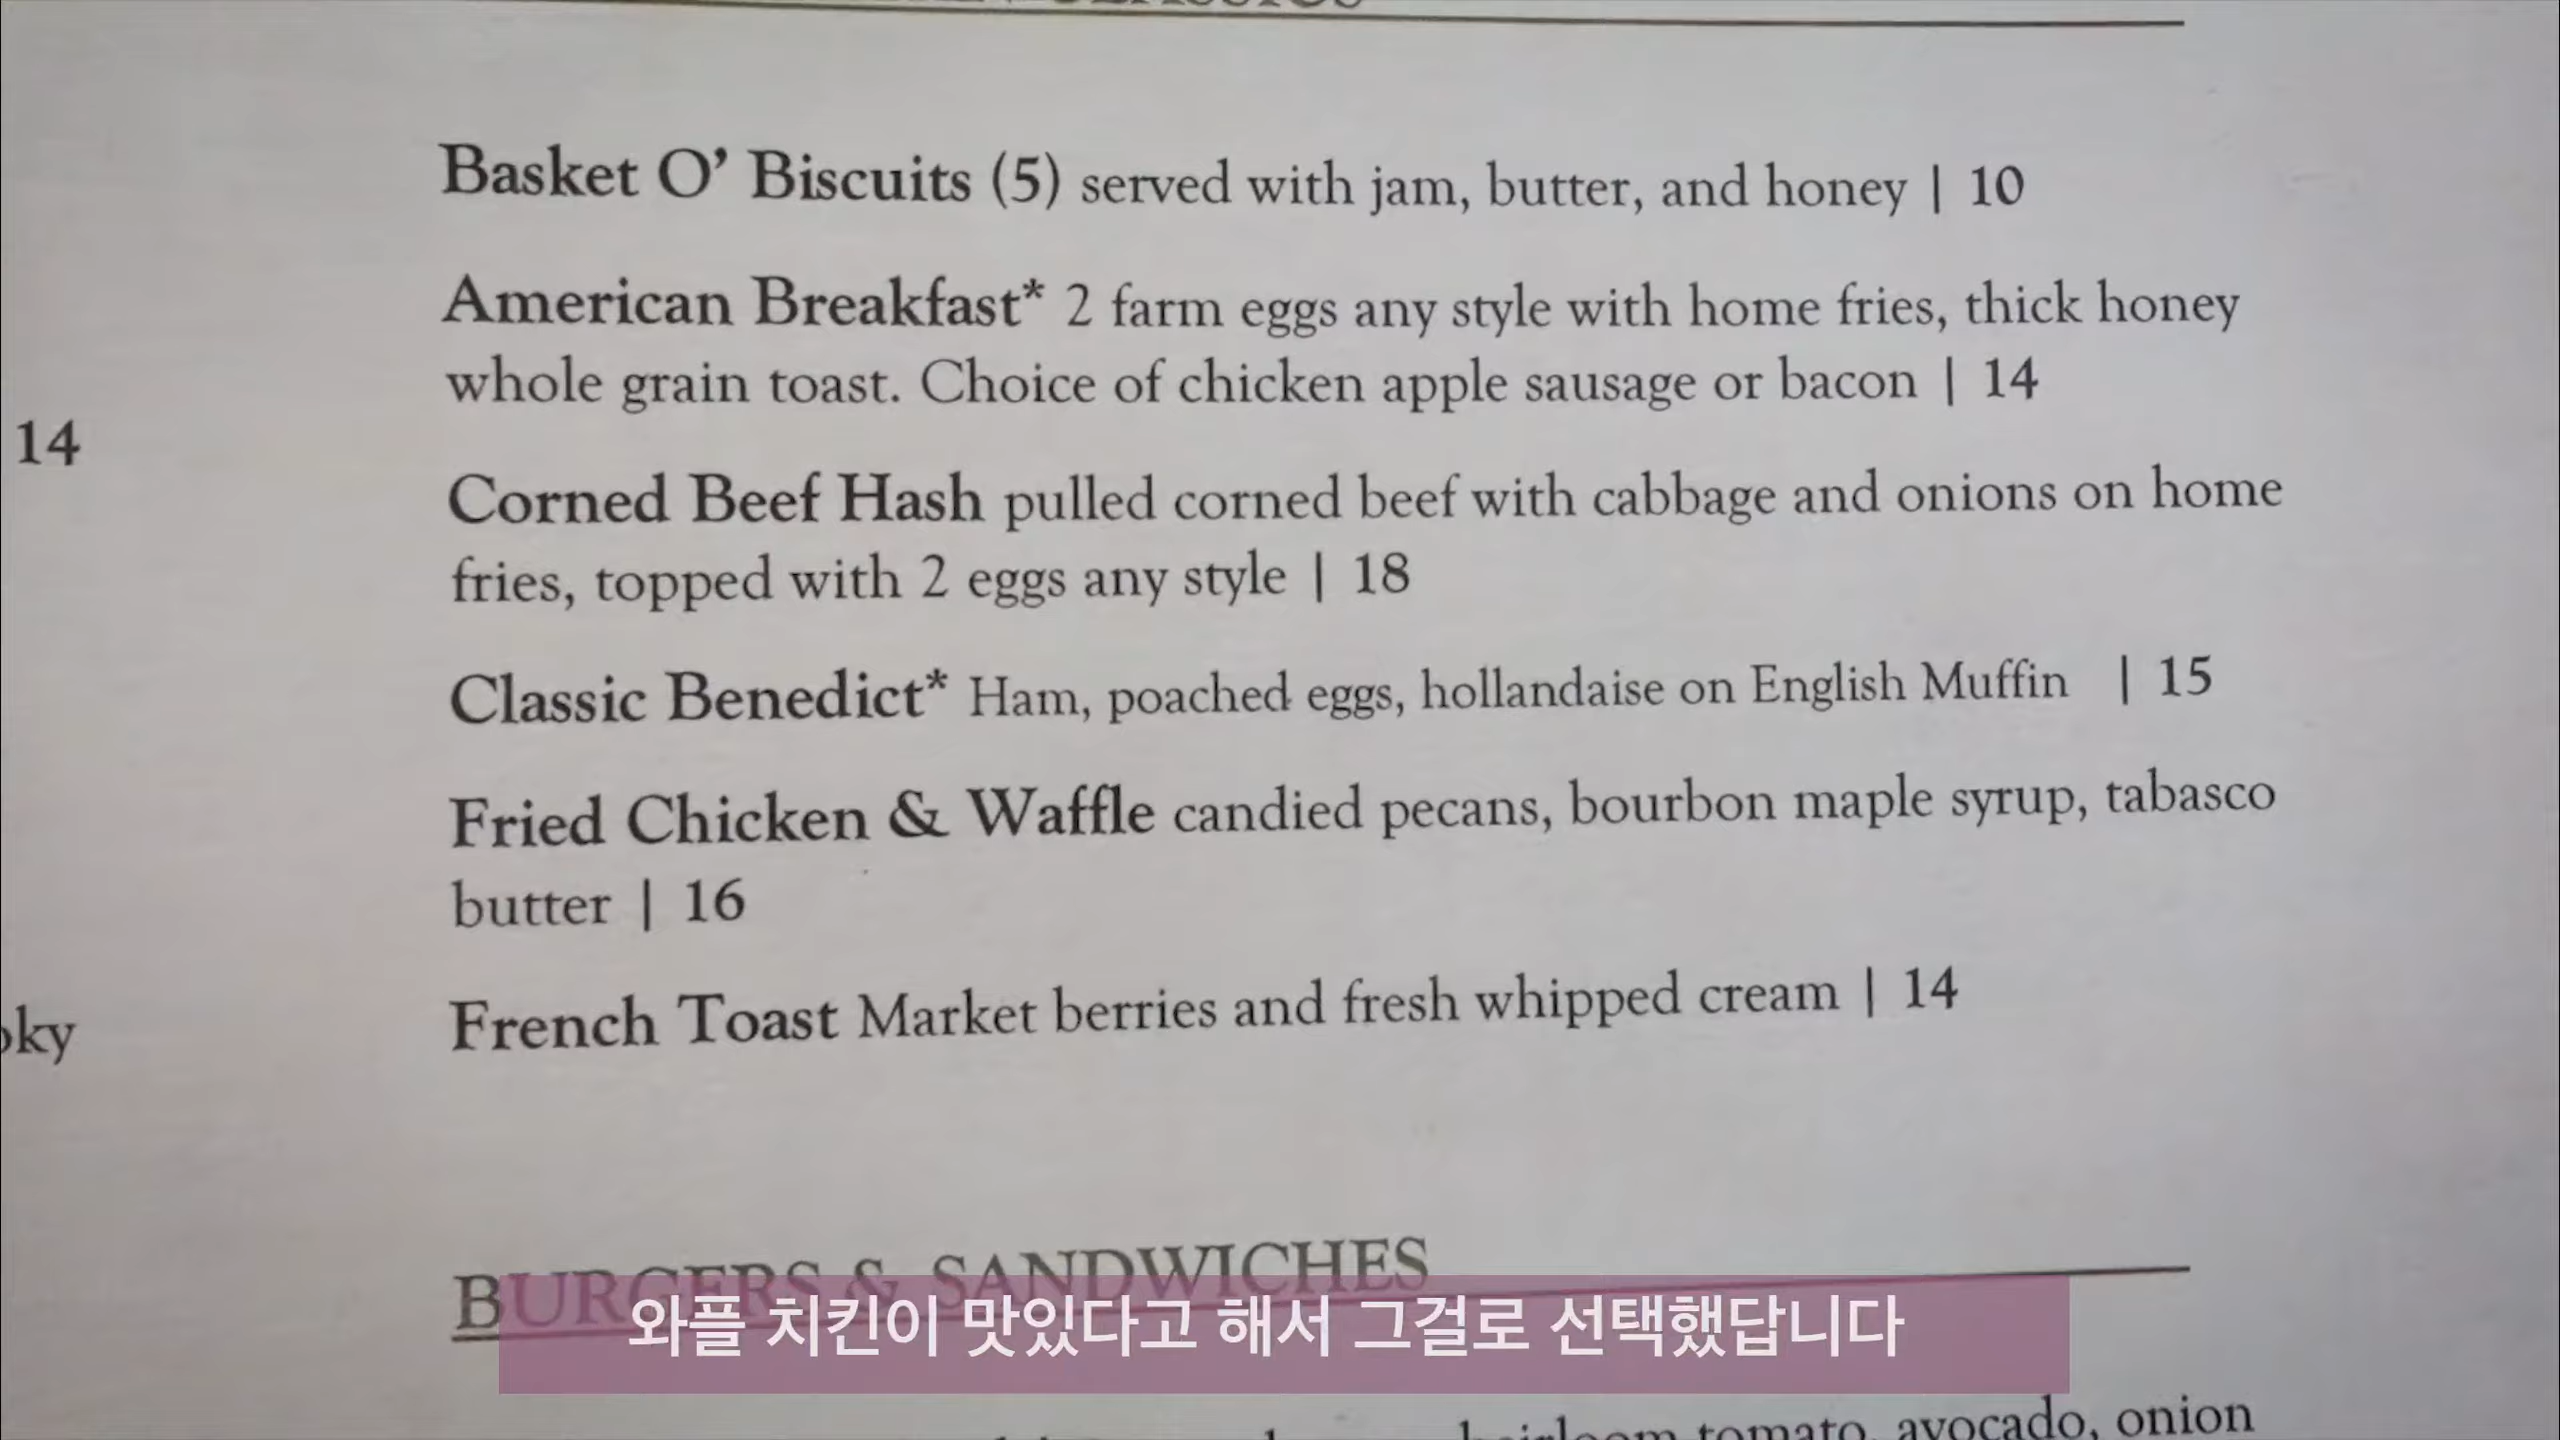 Basket O' Biscuits (5) served with jam, butter, and honey | 10
American Breakfast* 2 farm eggs any style with home fries, thick honey
whole grain toast. Choice of chicken apple sausage or bacon | 14
14
Corned Beef Hash pulled corned beef with cabbage and onions on home
fries, topped with 2 eggs any style | 18
Classic Benedict* Ham, poached eggs, hollandaise on English Muffin | 15
Fried Chicken & Waffle candied pecans, bourbon maple syrup, tabasco
butter | 16
French Toast Market berries and fresh whipped cream | 14
BURGERS & SANDWICHES
와플 치킨이 맛있다고 해서 그걸로 선택했답니다
heirloom tomato, avocado, onion